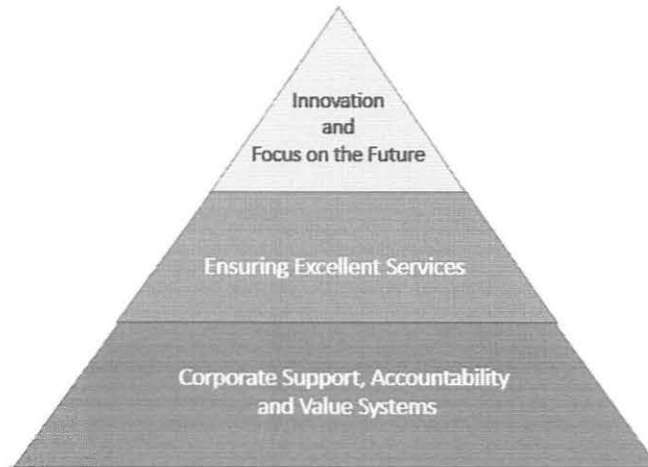 Innovation
and
Focus on the Future
Ensuring Excellent Services
Corporate Support, Accountability
and Value Systems